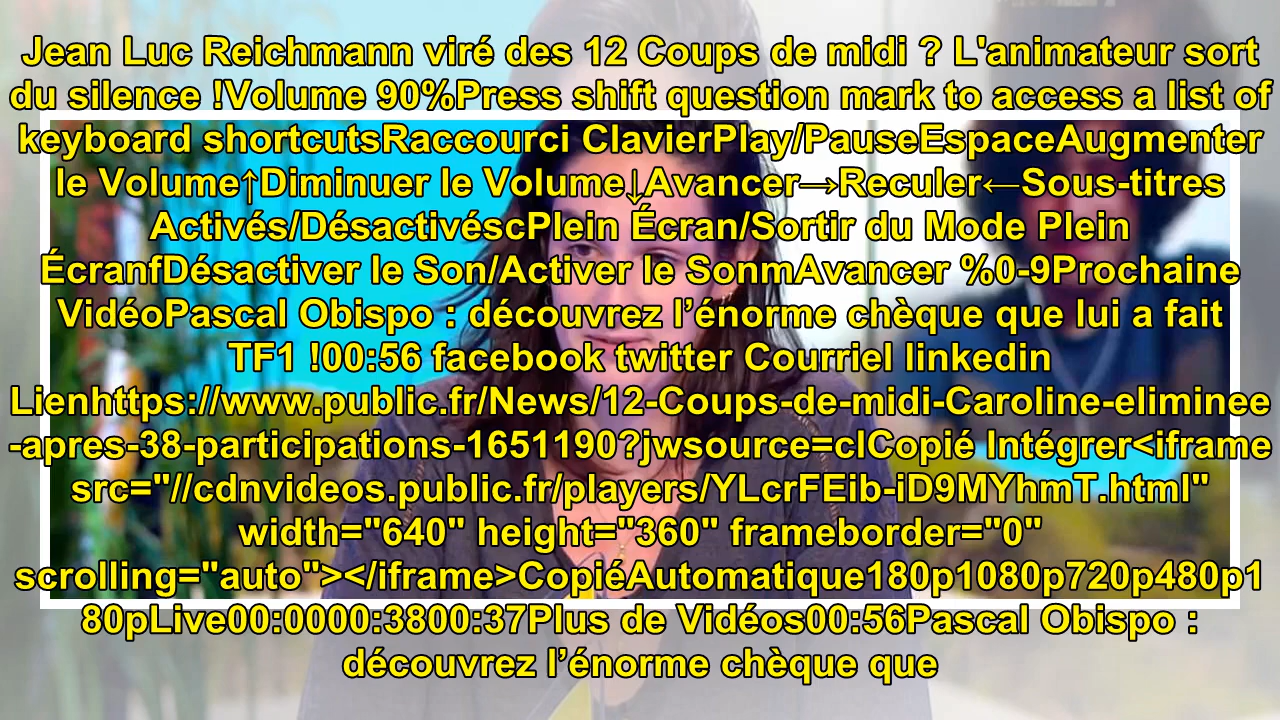 Jean Luc Reichmann viré des 12 Coups de midi ? L'animateur sort
du silence !Volume 90%Press shift question mark to access a list of
keyboard shortcutsRaccourci ClavierPlay/PauseEspaceAugmenter
le Volume↑Diminuer le Volume↓Avancer→Reculer←Sous-titres
Activés/DésactivéscPlein Écran/Sortir du Mode Plein
ÉcranfDésactiver le Son/Activer le SonmAvancer %0-9Prochaine
VidéoPascal Obispo : découvrez l’énorme chèque que lui a fait
TF1 !00:56 facebook twitter Courriel linkedin
Lienhttps://www.public.fr/News/12-Coups-de-midi-Caroline-eliminee
-apres-38-participations-1651190?jwsource=clCopié Intégrer<iframe
src="//cdnvideos.public.fr/players/YLcrFEib-iD9MYhmT.html"
width="640" height="360" frameborder="0"
scrolling="auto"></iframe>CopiéAutomatique180p1080p720p480p1
80pLive00:0000:3800:37Plus de Vidéos00:56Pascal Obispo :
découvrez l’énorme chèque que